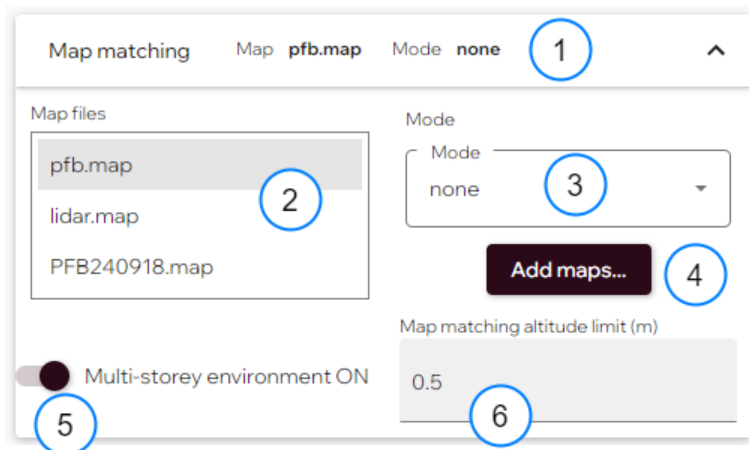 Map matching Map pfb.map Mode none 1
Map files
pfb.map
lidar.map
PFB240918.map
2
Mode
Mode
none
3
Add maps...
4
Multi-storey environment ON
5
Map matching altitude limit (m)
0.5
6